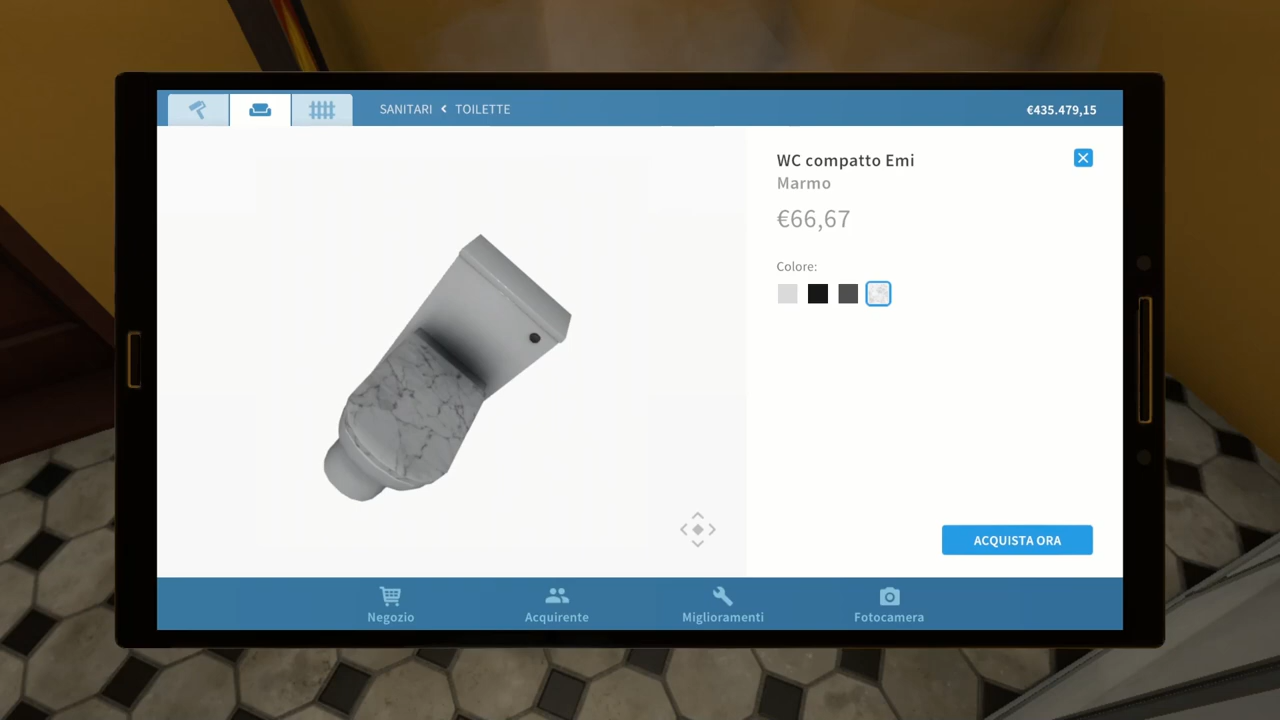 SANITARI < TOILETTE
€435.479,15
WC compatto Emi
Marmo
€66,67
Colore:
ACQUISTA ORA
Negozio
Acquirente
Miglioramenti
Fotocamera